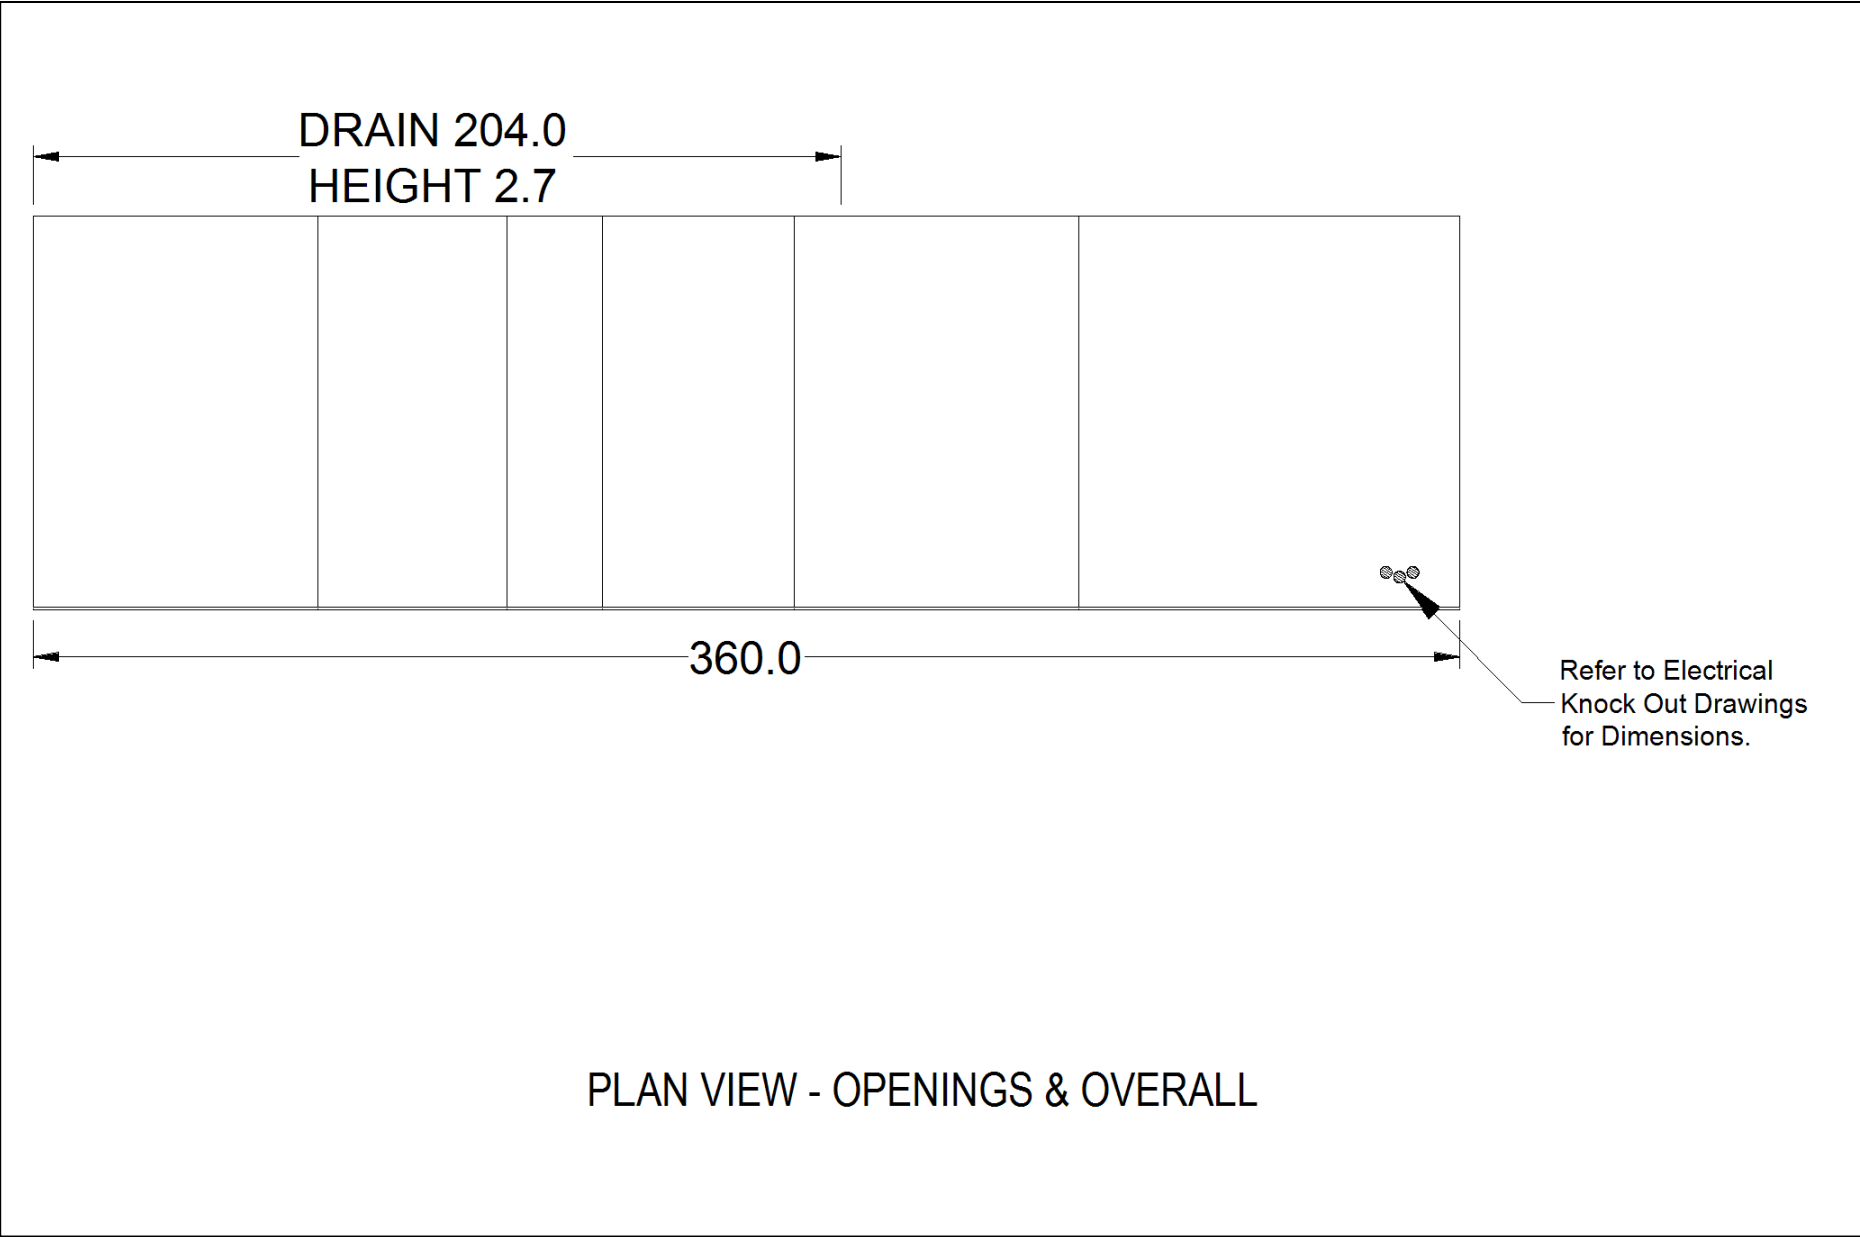 DRAIN 204.0
HEIGHT 2.7
360.0
Refer to Electrical
Knock Out Drawings
for Dimensions.
PLAN VIEW - OPENINGS & OVERALL